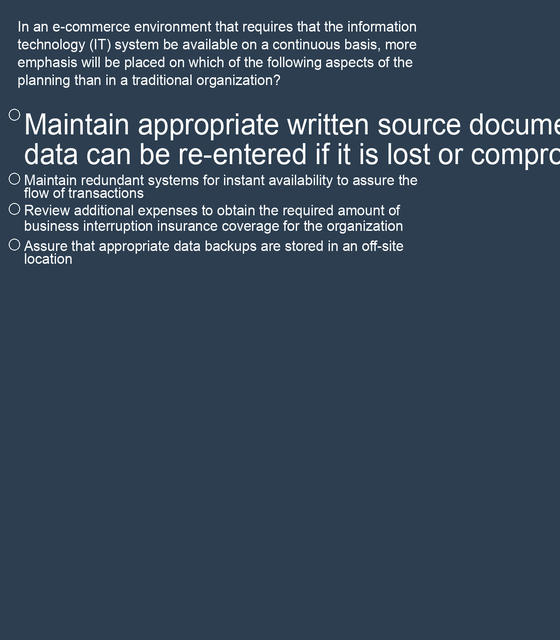 In an e-commerce environment that requires that the information
technology (IT) system be available on a continuous basis, more
emphasis will be placed on which of the following aspects of the
planning than in a traditional organization?
Maintain appropriate written source
data can be re-entered if it is lost or
Maintain redundant systems for instant availability to assure the
flow of transactions
Review additional expenses to obtain the required amount of
business interruption insurance coverage for the organization
Assure that appropriate data backups are stored in an off-site
location